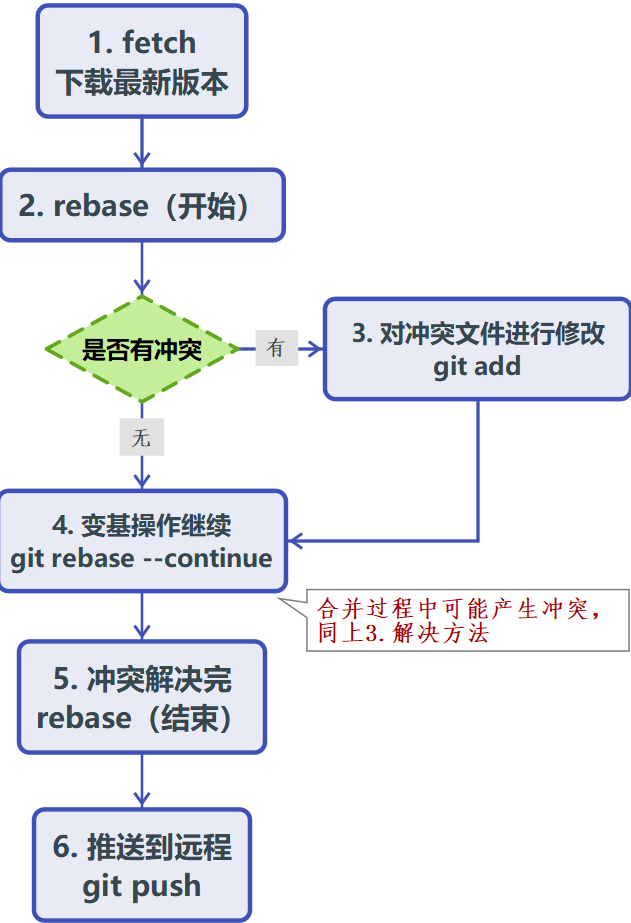 1. fetch
下载最新版本
2. rebase（开始）
是否有冲突
有
3. 对冲突文件进行修改
git add
无
4. 变基操作继续
git rebase --continue
合并过程中可能产生冲突，
同上3. 解决方法
5. 冲突解决完
rebase（结束）
6. 推送到远程
git push